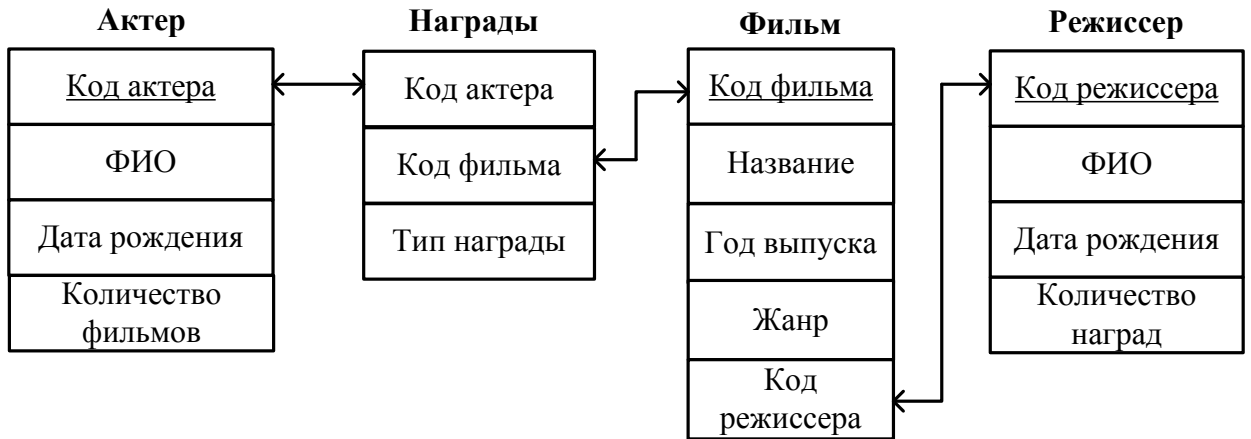 Актер
Код актера
ФИО
Дата рождения
Количество
фильмов
Награды
Код актера
Код фильма
Тип награды
Фильм
Код фильма
Название
Год выпуска
Жанр
Код
режиссера
Режиссер
Код режиссера
ФИО
Дата рождения
Количество
наград